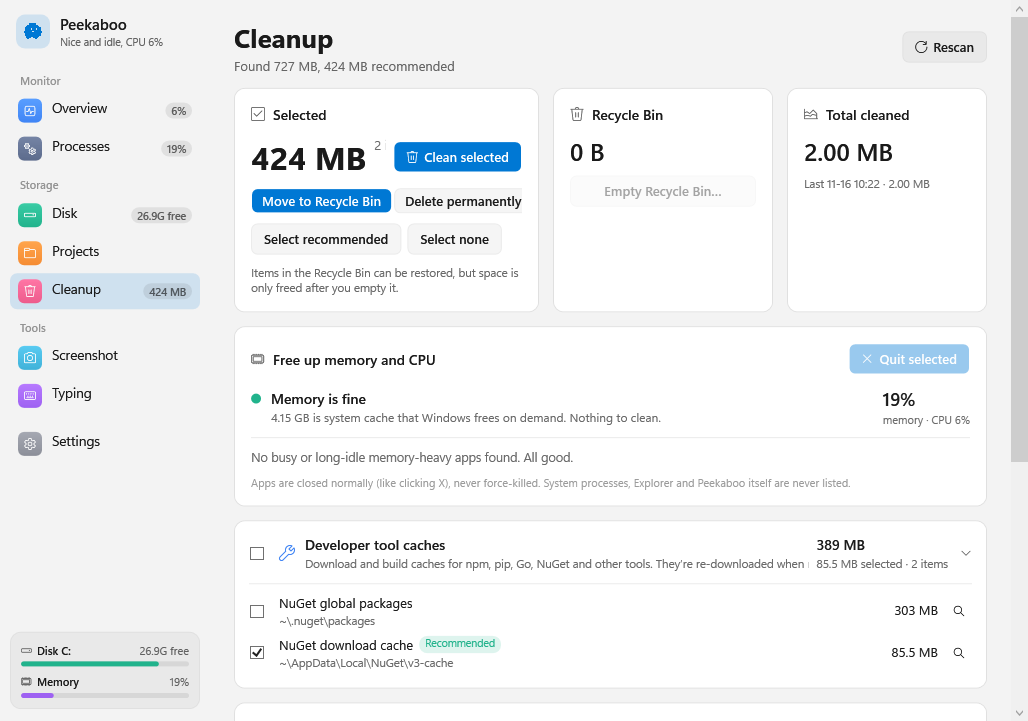 Peekaboo
Nice and idle, CPU 6%
Monitor
Overview 6%
Processes 19%
Storage
Disk 26.9G free
Projects
Cleanup 424 MB
Tools
Screenshot
Typing
Settings
Disk C: 26.9G free
Memory 19%
Cleanup
Found 727 MB, 424 MB recommended
Rescan
Selected
424 MB 2
Clean selected
Move to Recycle Bin Delete permanently
Select recommended Select none
Items in the Recycle Bin can be restored, but space is
only freed after you empty it.
Recycle Bin
0 B
Empty Recycle Bin...
Total cleaned
2.00 MB
Last 11-16 10:22 · 2.00 MB
Free up memory and CPU
Quit selected
Memory is fine
4.15 GB is system cache that Windows frees on demand. Nothing to clean.
19%
memory · CPU 6%
No busy or long-idle memory-heavy apps found. All good.
Apps are closed normally (like clicking X), never force-killed. System processes, Explorer and Peekaboo itself are never listed.
Developer tool caches
Download and build caches for npm, pip, Go, NuGet and other tools. They're re-downloaded when
389 MB
85.5 MB selected · 2 items
NuGet global packages
~\.nuget\packages
303 MB
NuGet download cache Recommended
~\AppData\Local\NuGet\v3-cache
85.5 MB